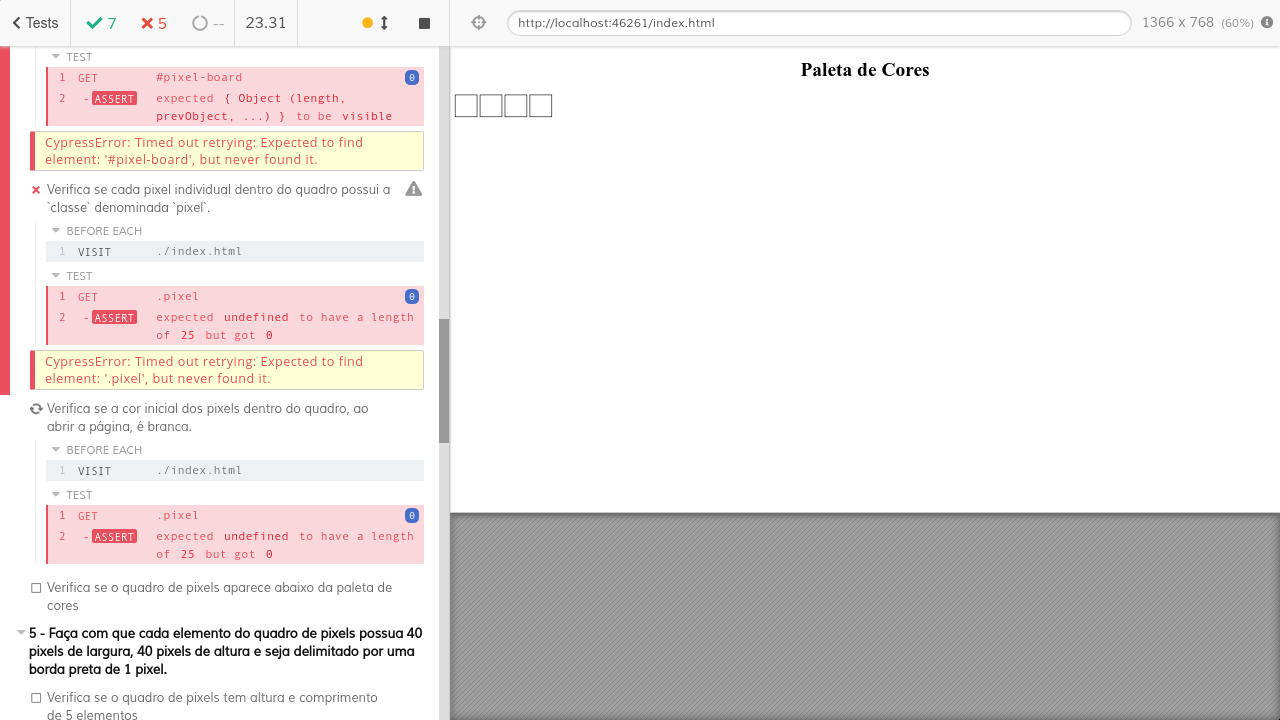 Tests
7
5
--
23.31
http://localhost:46261/index.html
1366 x 768 (60%)
TEST
1 GET #pixel-board 0
2 - ASSERT expected { Object (length,
prevObject, ...) } to be visible
CypressError: Timed out retrying: Expected to find
element: '#pixel-board', but never found it.
Verifica se cada pixel individual dentro do quadro possui a
`classe` denominada `pixel`.
BEFORE EACH
1 VISIT ./index.html
TEST
1 GET .pixel 0
2 - ASSERT expected undefined to have a length
of 25 but got 0
CypressError: Timed out retrying: Expected to find
element: '.pixel', but never found it.
Verifica se a cor inicial dos pixels dentro do quadro, ao
abrir a página, é branca.
BEFORE EACH
1 VISIT ./index.html
TEST
1 GET .pixel 0
2 - ASSERT expected undefined to have a length
of 25 but got 0
Verifica se o quadro de pixels aparece abaixo da paleta de
cores
5 - Faça com que cada elemento do quadro de pixels possua 40
pixels de largura, 40 pixels de altura e seja delimitado por uma
borda preta de 1 pixel.
Verifica se o quadro de pixels tem altura e comprimento
de 5 elementos
Paleta de Cores